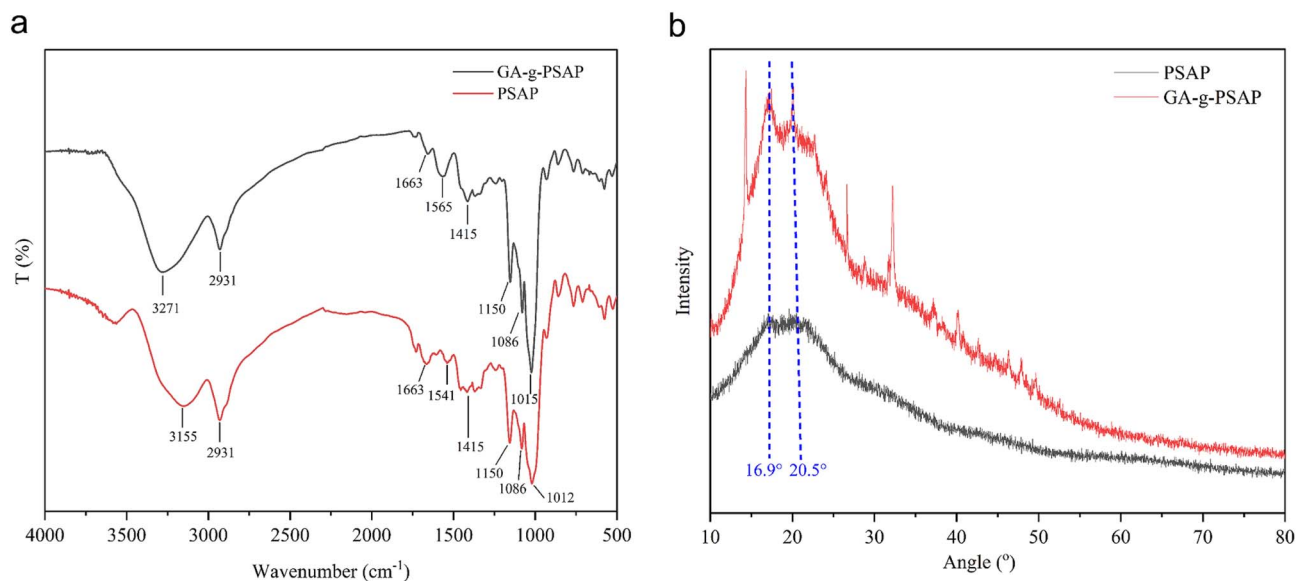 a
GA-g-PSAP
PSAP
T (%)
1663
1565
1415
3271
2931
1150
1086
1015
1663
1541
1415
3155
2931
1150
1086
1012
4000 3500 3000 2500 2000 1500 1000 500
Wavenumber (cm⁻¹)
b
PSAP
GA-g-PSAP
Intensity
16.9° 20.5°
10 20 30 40 50 60 70 80
Angle (°)